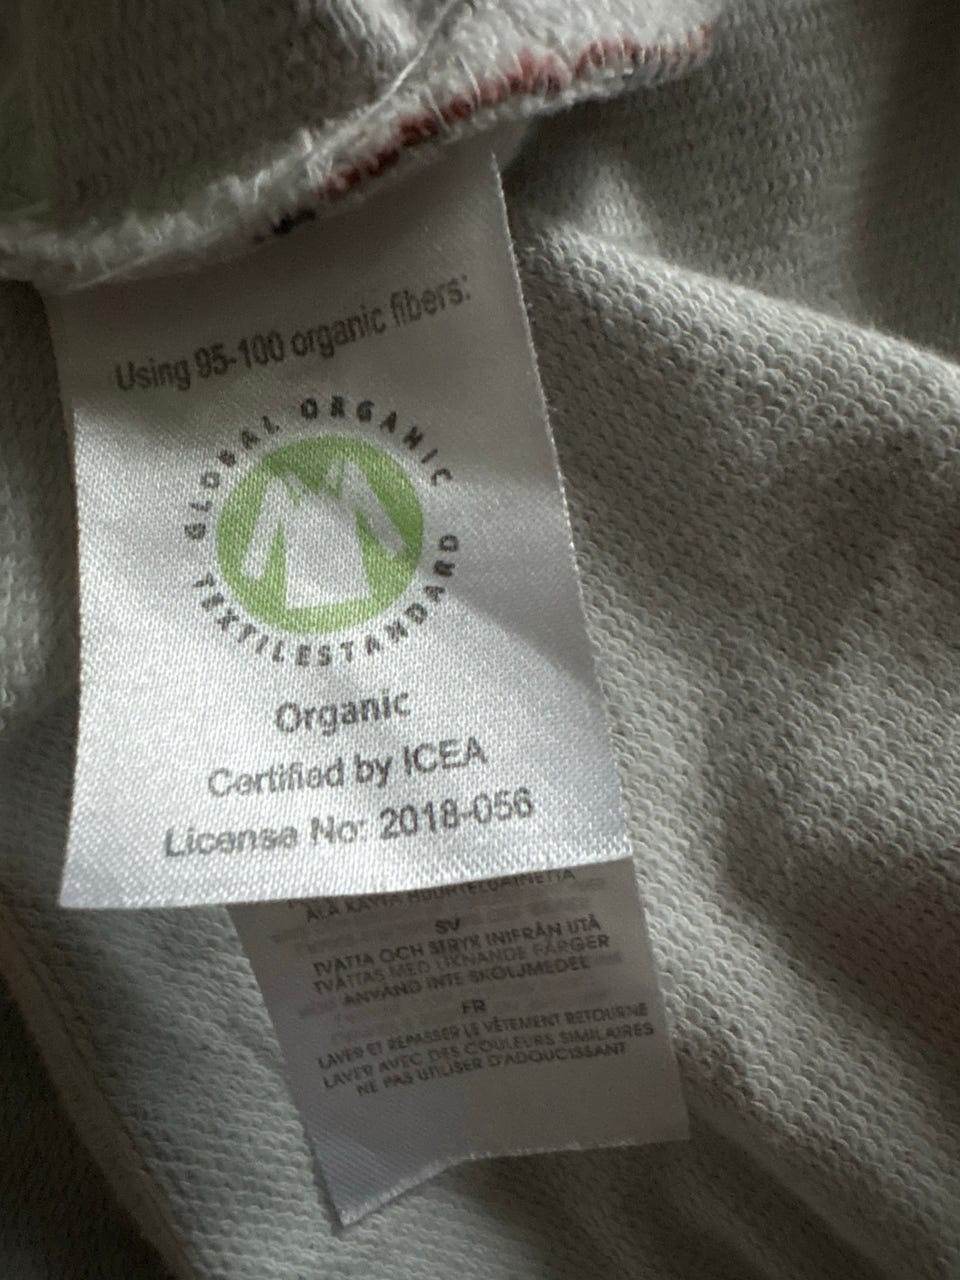 Using 95-100 organic fibers:
GLOBAL ORGANIC
TEXTILE STANDARD
Organic
Certified by ICEA
License No: 2018-056
ÄLÄ KÄYTÄ HUUHTELUAINETTA
SV
TVÄTTA OCH STRYK INIFRÅN UTÅ
TVÄTTAS MED LIKNANDE FÄRGER
ANVÄND INTE SKÖLJMEDEL
FR
LAVER ET REPASSER LE VÊTEMENT RETOURNÉ
LAVER AVEC DES COULEURS SIMILAIRES
NE PAS UTILISER D'ADOUCISSANT